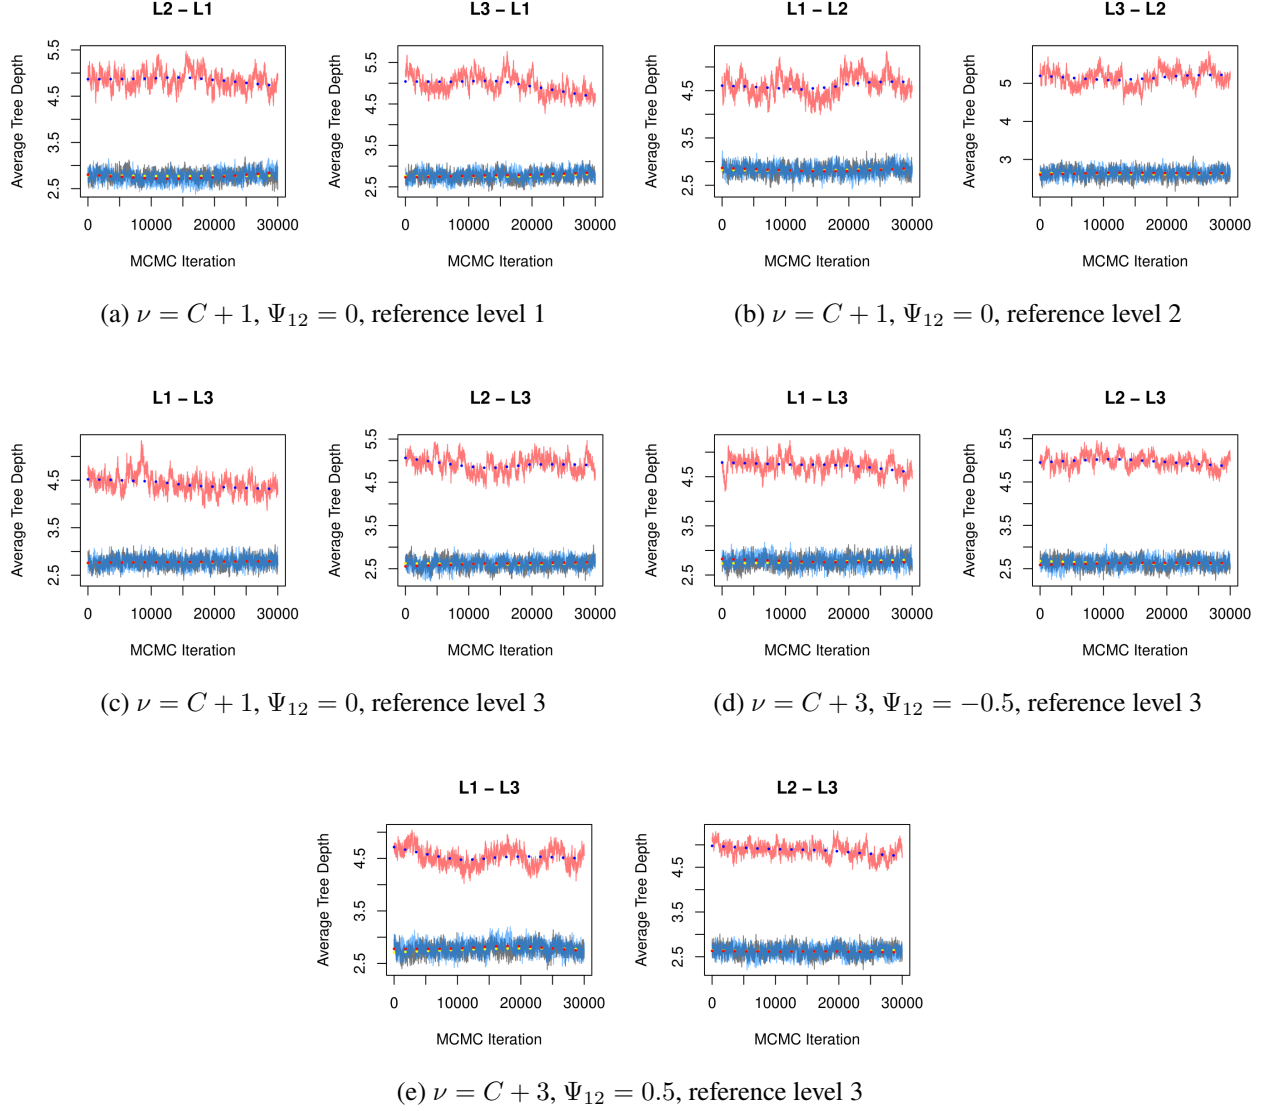 L2 − L1
L3 − L1
L1 − L2
L3 − L2
Average Tree Depth
5.5
4.5
3.5
2.5
0 10000 20000 30000
MCMC Iteration
Average Tree Depth
5.5
4.5
3.5
2.5
0 10000 20000 30000
MCMC Iteration
Average Tree Depth
4.5
3.5
2.5
0 10000 20000 30000
MCMC Iteration
Average Tree Depth
5
4
3
0 10000 20000 30000
MCMC Iteration
(a) ν = C + 1, Ψ12 = 0, reference level 1
(b) ν = C + 1, Ψ12 = 0, reference level 2
L1 − L3
L2 − L3
L1 − L3
L2 − L3
Average Tree Depth
4.5
3.5
2.5
0 10000 20000 30000
MCMC Iteration
Average Tree Depth
5.5
4.5
3.5
2.5
0 10000 20000 30000
MCMC Iteration
Average Tree Depth
4.5
3.5
2.5
0 10000 20000 30000
MCMC Iteration
Average Tree Depth
5.5
4.5
3.5
2.5
0 10000 20000 30000
MCMC Iteration
(c) ν = C + 1, Ψ12 = 0, reference level 3
(d) ν = C + 3, Ψ12 = −0.5, reference level 3
L1 − L3
L2 − L3
Average Tree Depth
4.5
3.5
2.5
0 10000 20000 30000
MCMC Iteration
Average Tree Depth
4.5
3.5
2.5
0 10000 20000 30000
MCMC Iteration
(e) ν = C + 3, Ψ12 = 0.5, reference level 3